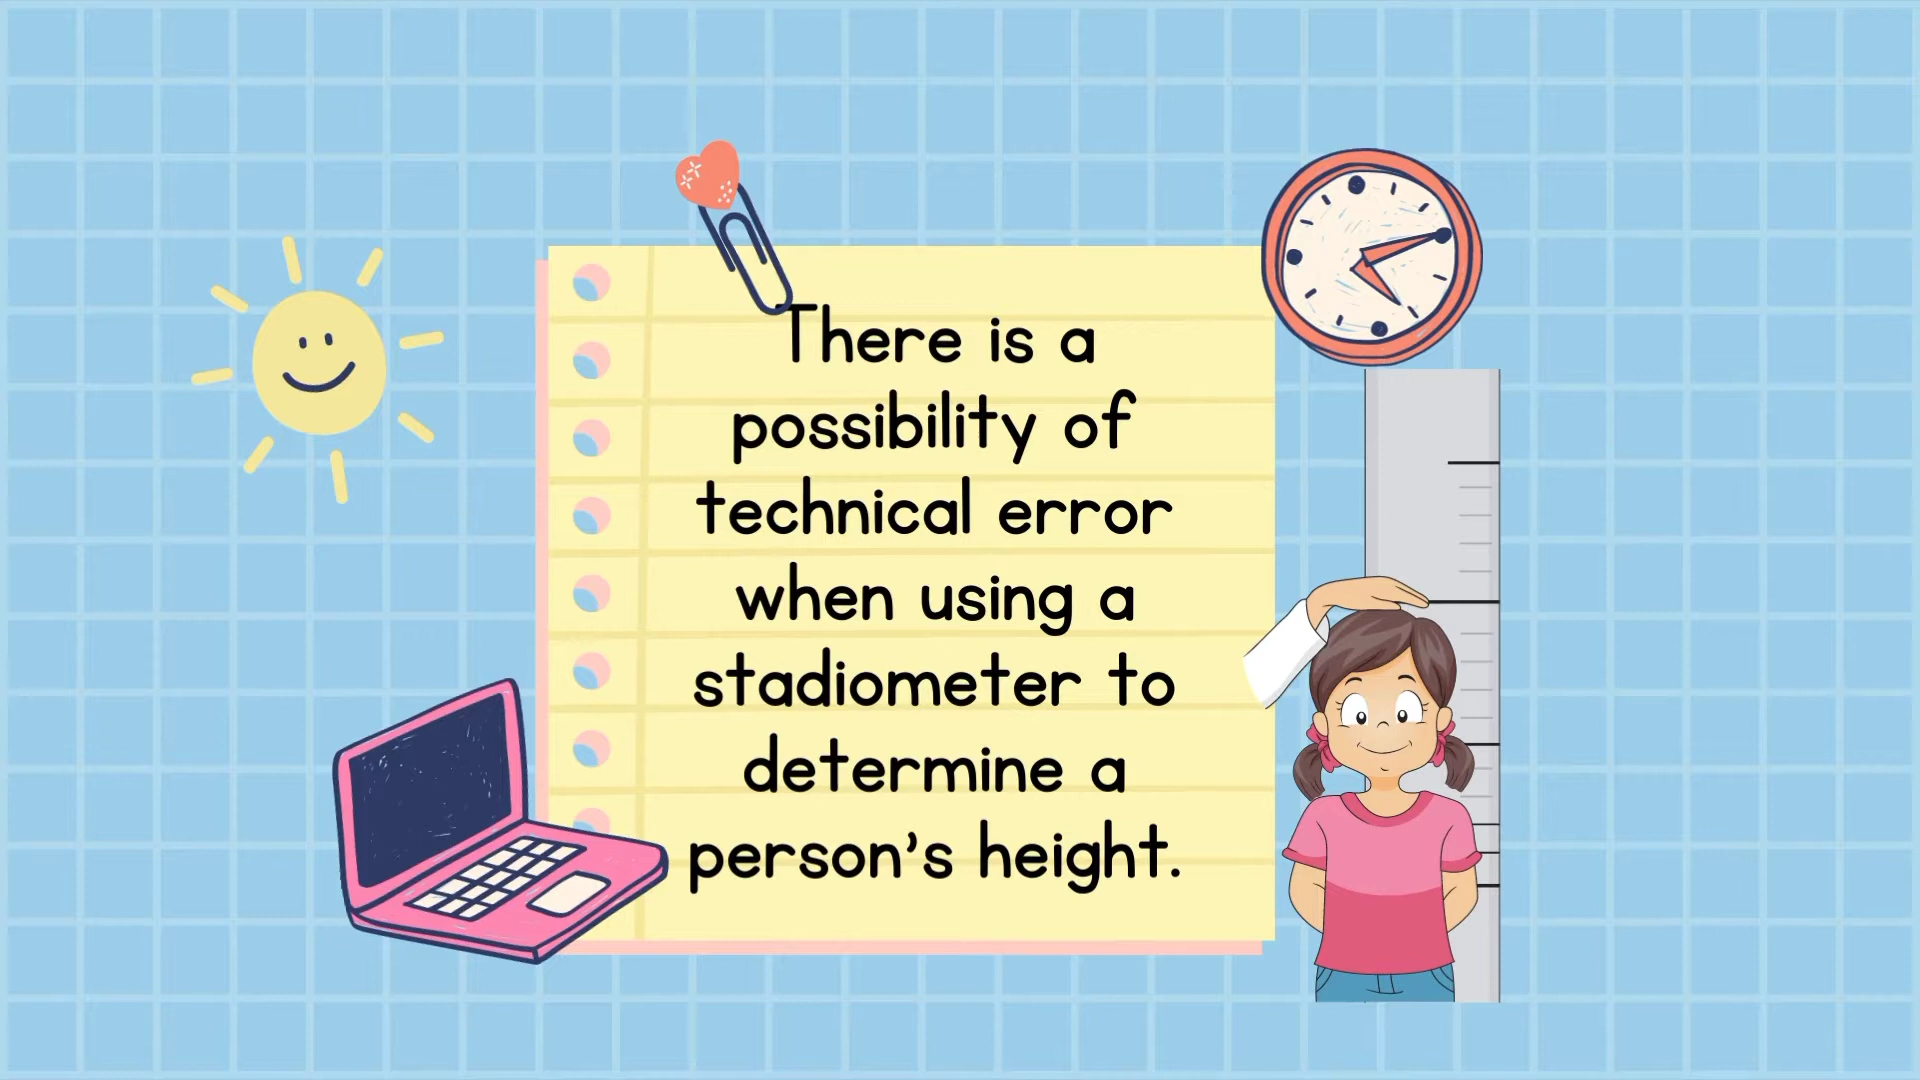 There is a
possibility of
technical error
when using a
stadiometer to
determine a
person's height.